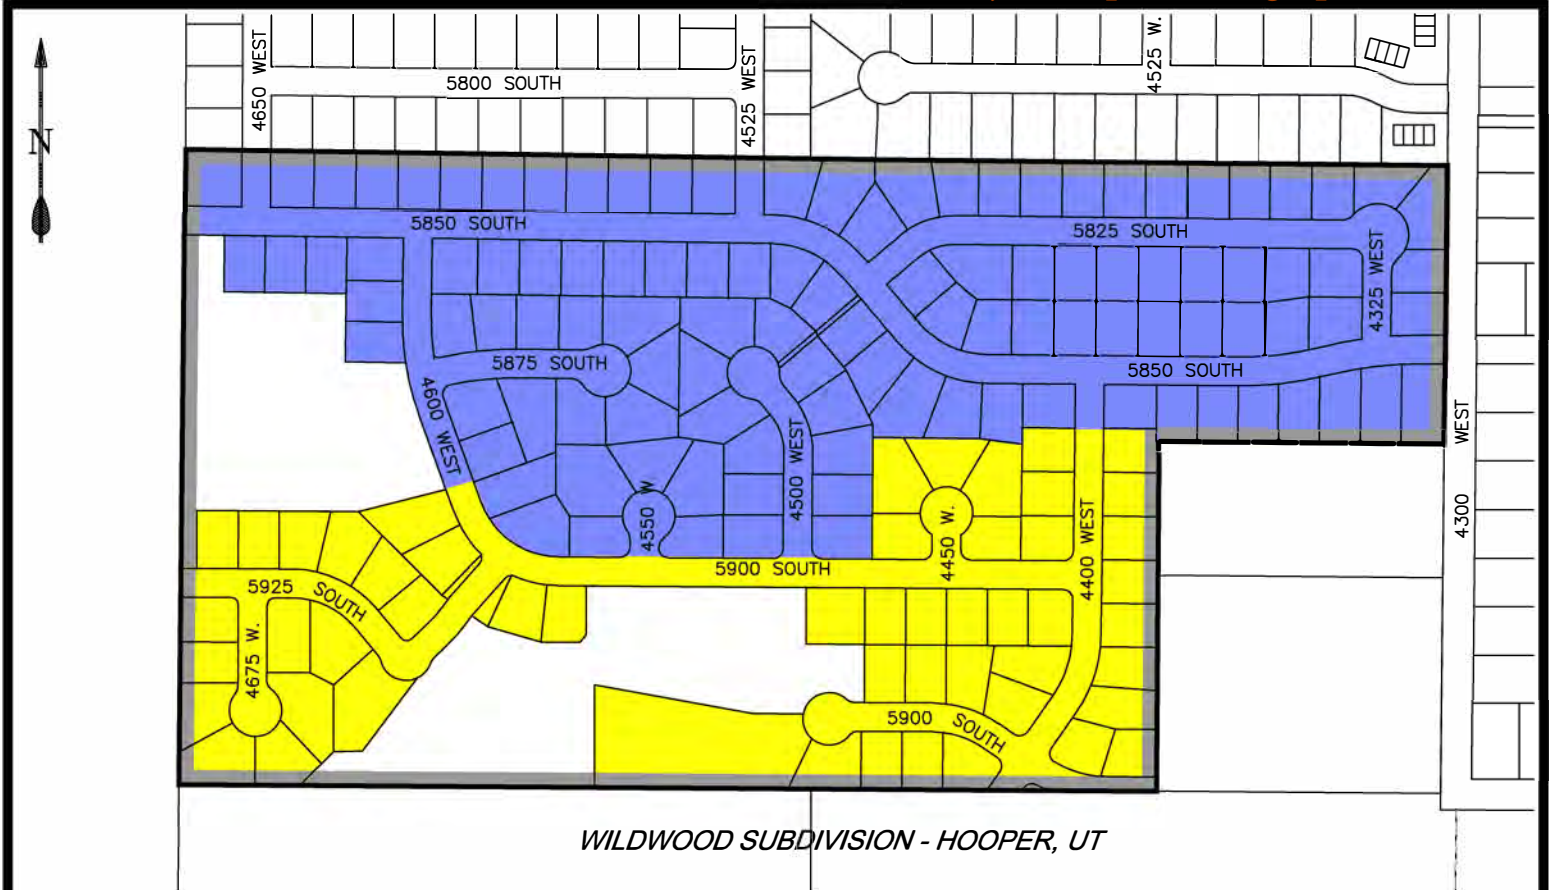 4650 WEST
5800 SOUTH
4525 WEST
4525 W.
N
5850 SOUTH
5825 SOUTH
4325 WEST
5875 SOUTH
5850 SOUTH
4600 WEST
4500 WEST
4550 W
4450 W.
4400 WEST
4300 WEST
5900 SOUTH
5925 SOUTH
4675 W.
5900 SOUTH
WILDWOOD SUBDIVISION - HOOPER, UT